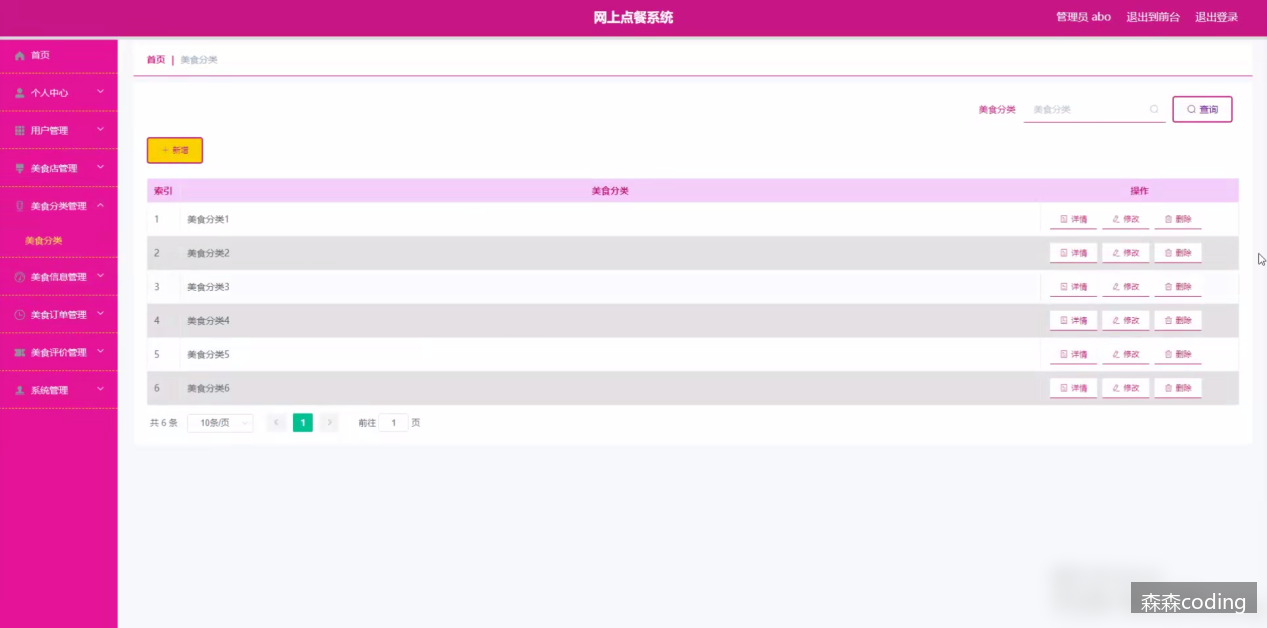 网上点餐系统
管理员 abo 退出到前台 退出登录
首页
个人中心
用户管理
美食店管理
美食分类管理
美食分类
美食信息管理
美食订单管理
美食评价管理
系统管理
首页 | 美食分类
美食分类 美食分类 查询
+ 新增
索引 美食分类 操作
1 美食分类1 详情 修改 删除
2 美食分类2 详情 修改 删除
3 美食分类3 详情 修改 删除
4 美食分类4 详情 修改 删除
5 美食分类5 详情 修改 删除
6 美食分类6 详情 修改 删除
共 6 条 10条/页 1 前往 1 页
森森coding